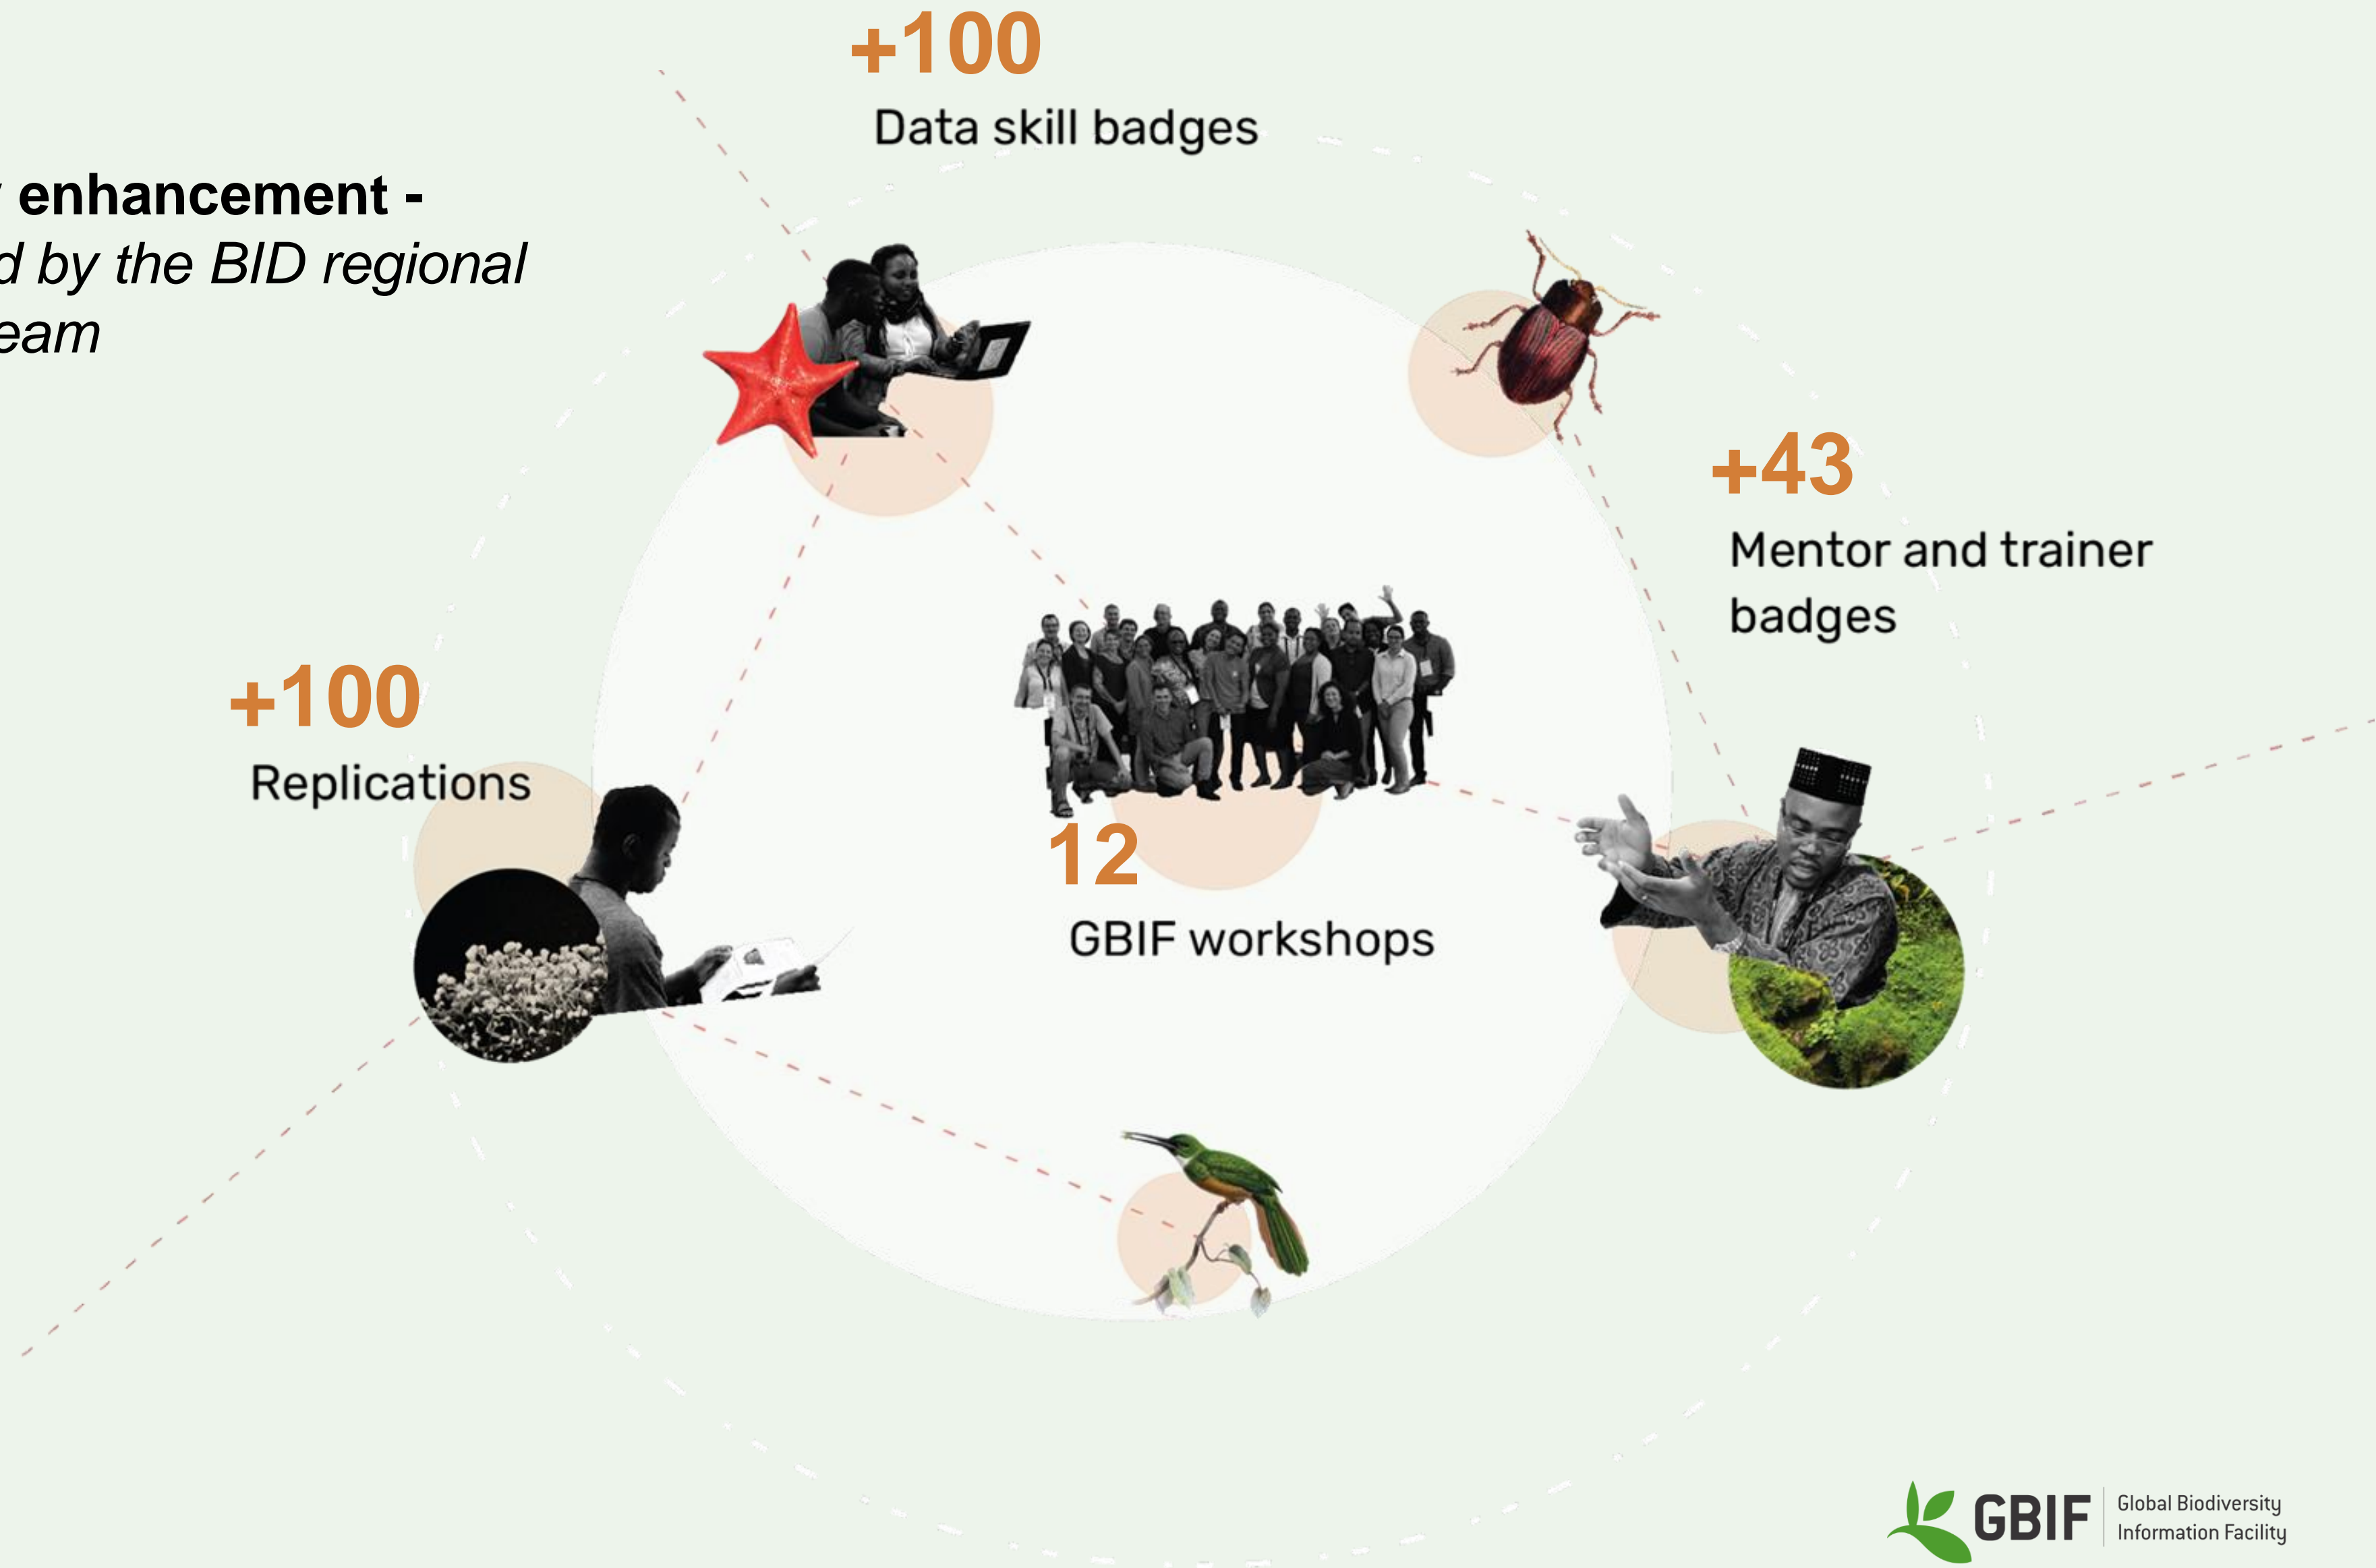 +100
Data skill badges
enhancement -
by the BID regional
+43
Mentor and trainer
badges
+100
Replications
12
GBIF workshops
GBIF
Global Biodiversity
Information Facility